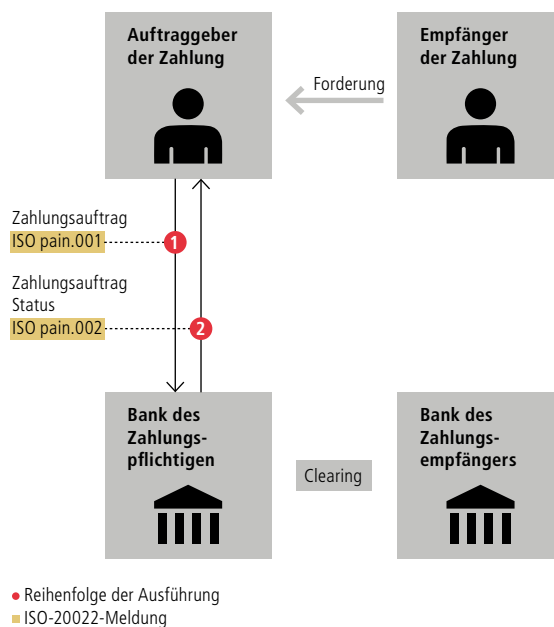 Auftraggeber
der Zahlung
Empfänger
der Zahlung
Forderung
Zahlungsauftrag
ISO pain.001
1
Zahlungsauftrag
Status
ISO pain.002
2
Bank des
Zahlungs-
pflichtigen
Clearing
Bank des
Zahlungs-
empfängers
Reihenfolge der Ausführung
ISO-20022-Meldung